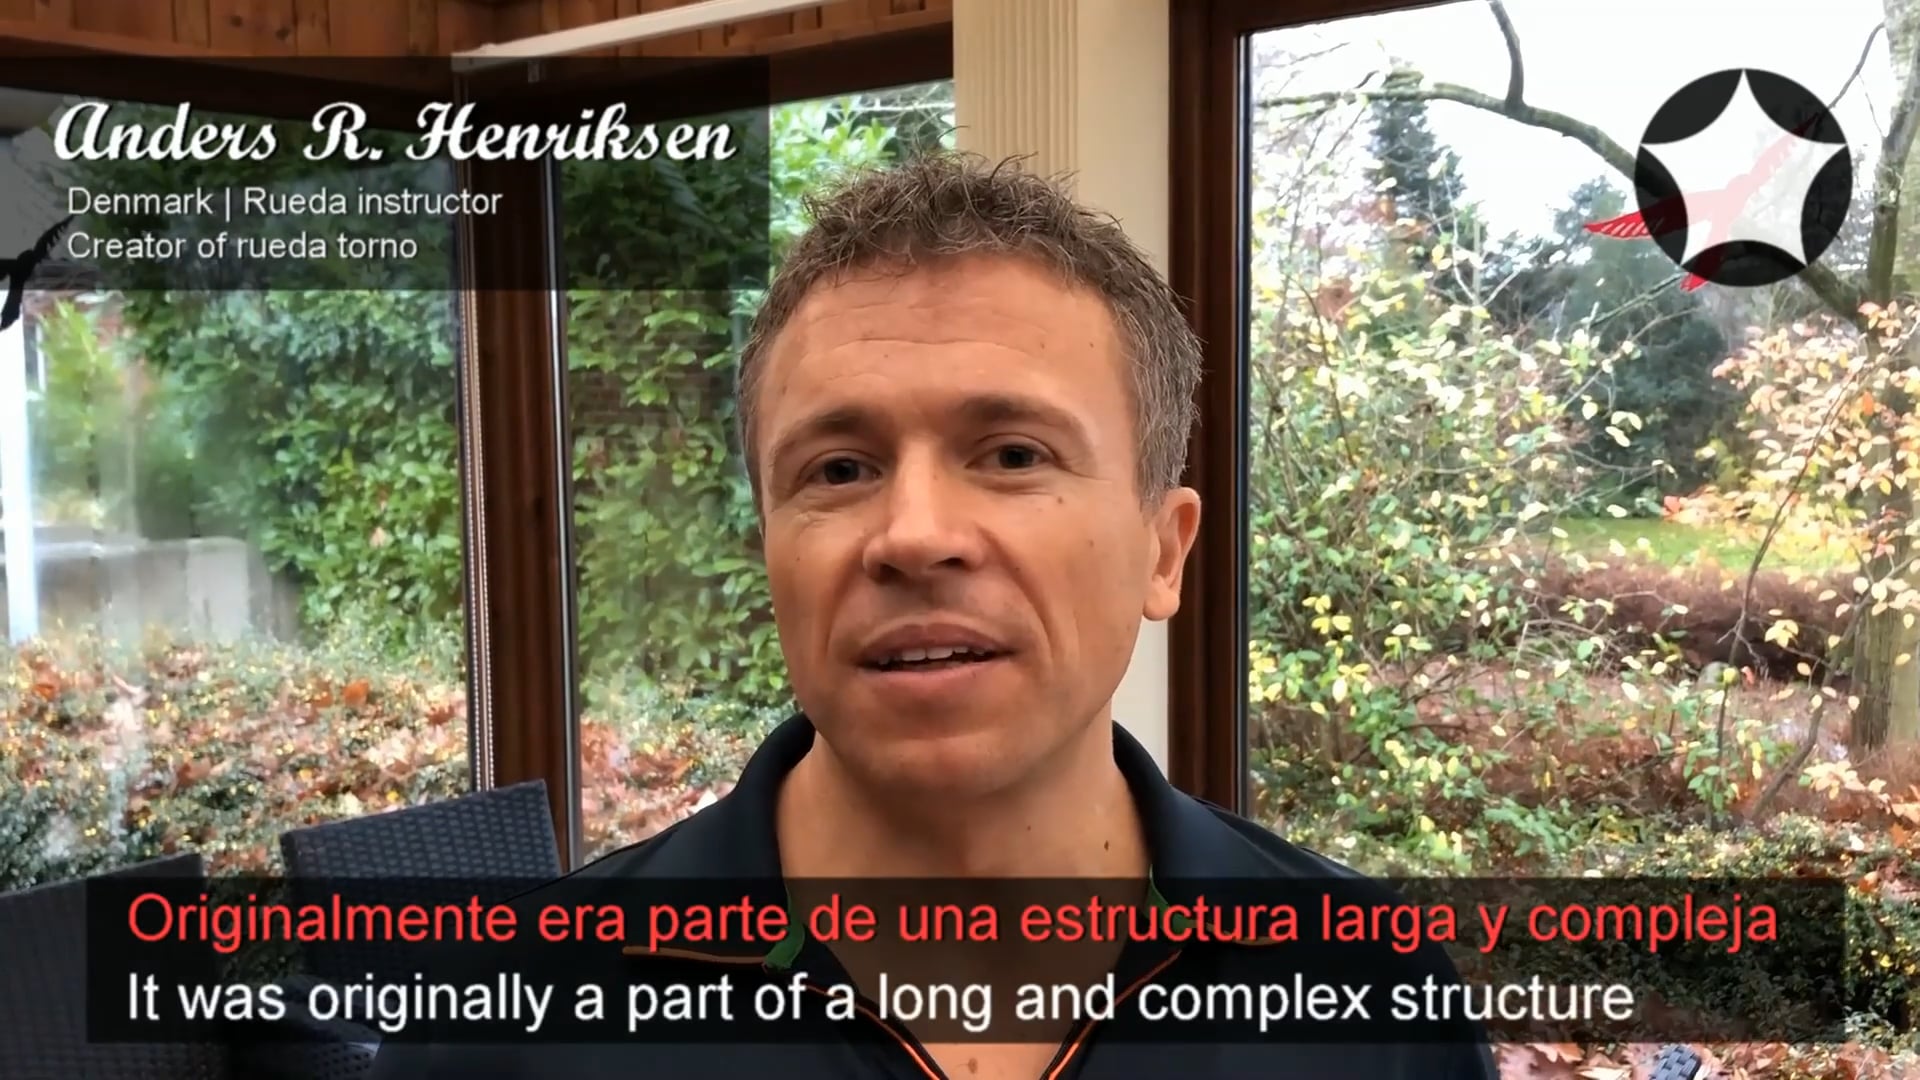 Anders R. Henriksen
Denmark | Rueda instructor
Creator of rueda torno
Originalmente era parte de una estructura larga y compleja
It was originally a part of a long and complex structure